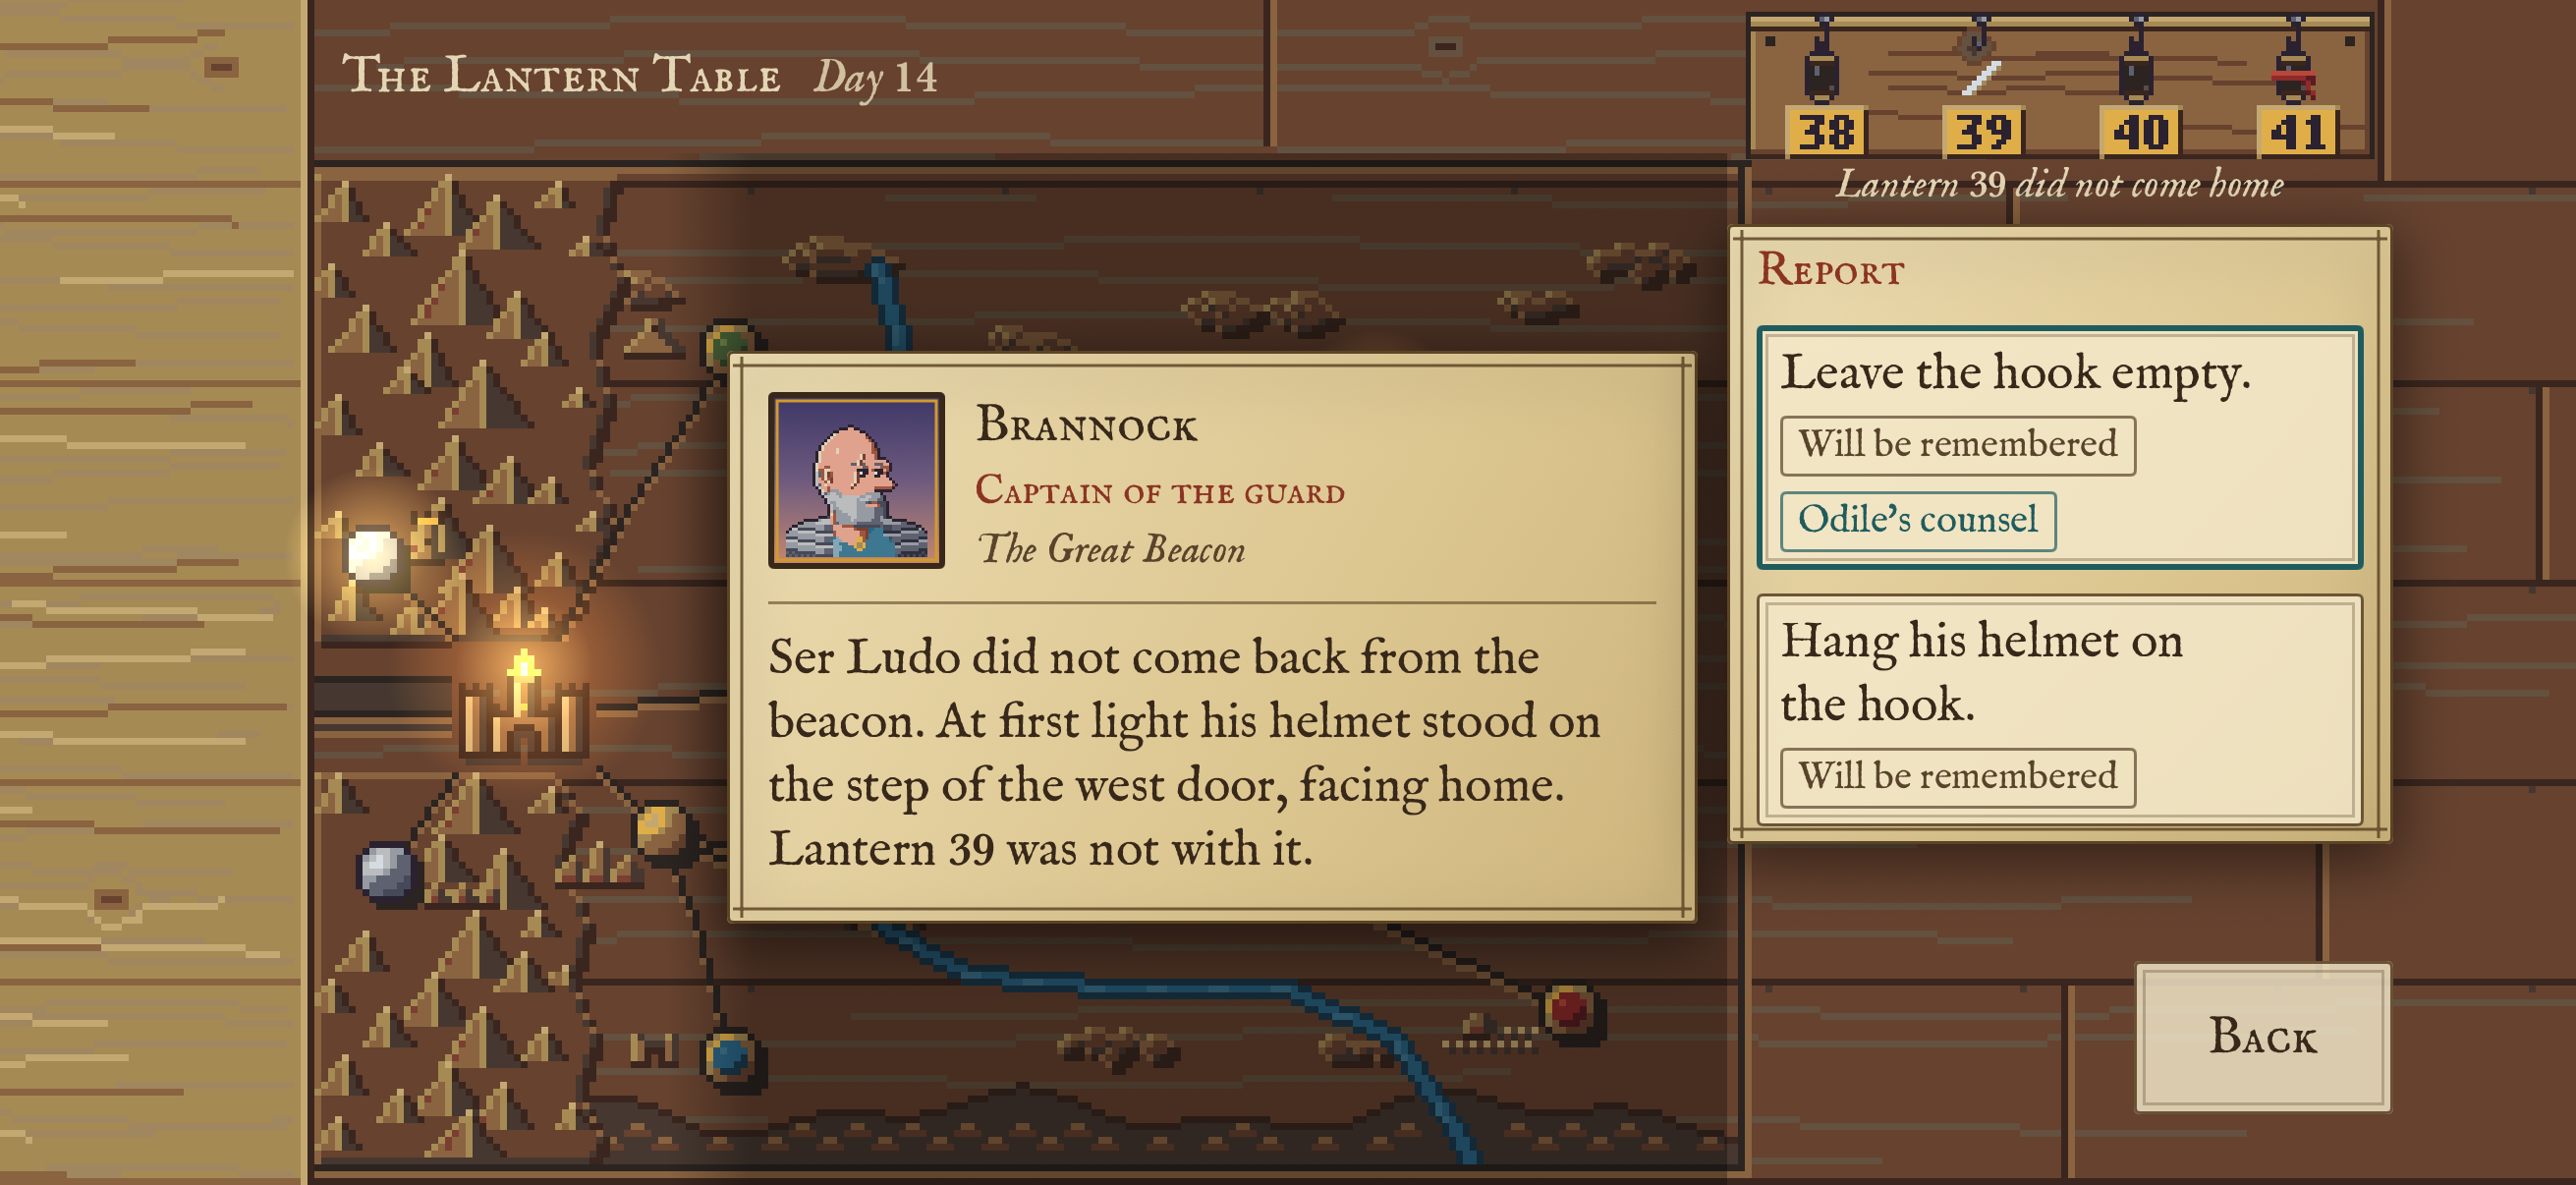 The Lantern Table Day 14
38 39 40 41
Lantern 39 did not come home
Report
Leave the hook empty.
Will be remembered
Odile's counsel
Hang his helmet on
the hook.
Will be remembered
Brannock
Captain of the guard
The Great Beacon
Ser Ludo did not come back from the
beacon. At first light his helmet stood on
the step of the west door, facing home.
Lantern 39 was not with it.
Back